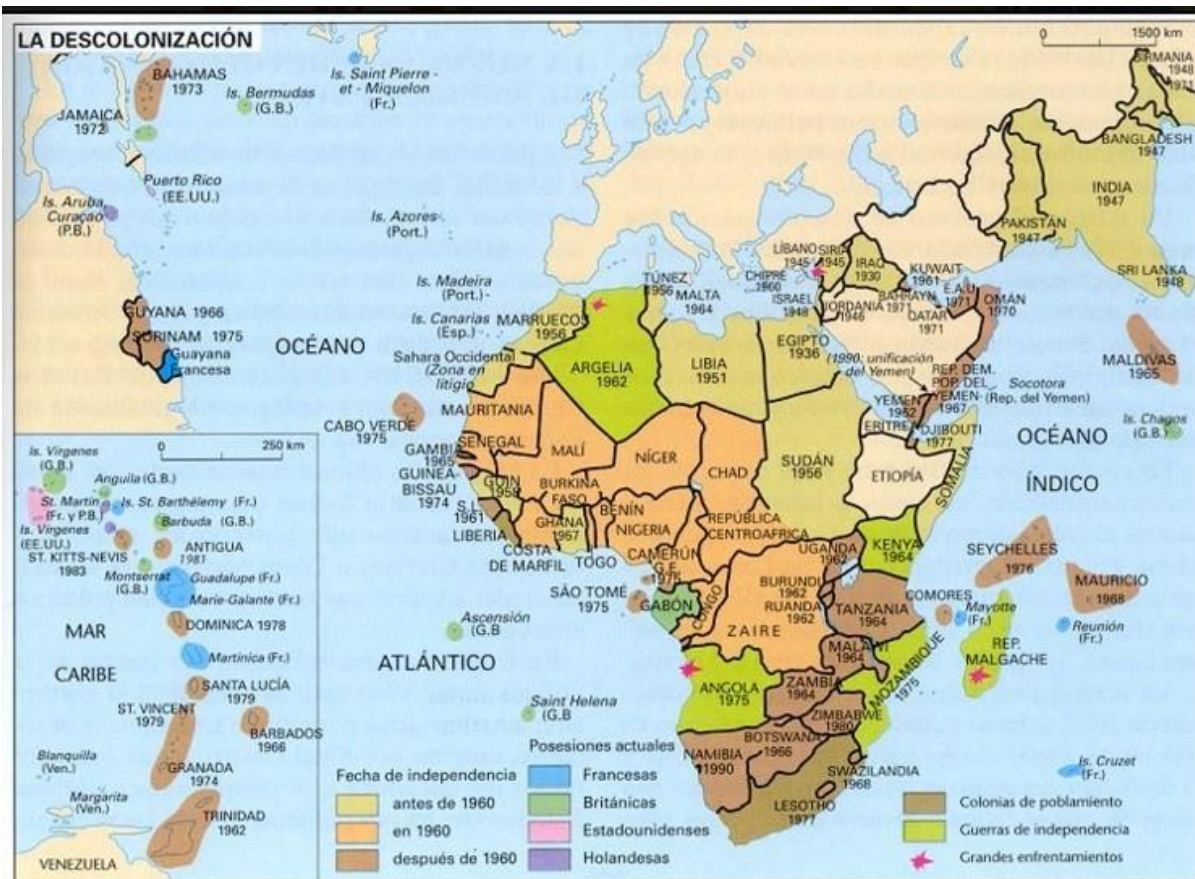 LA DESCOLONIZACIÓN
BAHAMAS
1973
JAMAICA
1972
Is. Bermudas
(G.B.)
Is. Saint Pierre -
et - Miquelon
(Fr.)
Puerto Rico
(EE.UU.)
Is. Aruba,
Curaçao
(P.B.)
GUYANA 1966
SURINAM 1975
Guayana
Francesa
OCÉANO
Is. Azores
(Port.)
Is. Madeira
(Port.)
Is. Canarias
(Esp.)
Sahara Occidental
(Zona en
litigio)
0
1500 km
BIRMANIA
1948
1971
BANGLADESH
1947
INDIA
1947
PAKISTÁN
1947
SRI LANKA
1948
MALDIVAS
1965
Is. Chagos
(G.B.)
LÍBANO
1945
SIRIA
1945
IRAQ
1930
CHIPRE
1960
ISRAEL
1948
JORDANIA
1946
KUWAIT
1961
BAHRAYN
1971
E.A.U.
1971
QATAR
1971
OMÁN
1970
TÚNEZ
1956
MALTA
1964
MARRUECOS
1956
ARGELIA
1962
LIBIA
1951
EGIPTO
1936
(1990: unificación
del Yemen)
REP. DEM.
POP. DEL
YEMEN
1967
Socotora
(Rep. del Yemen)
YEMEN
1952
ERITREA
DJIBOUTI
1977
OCÉANO
ÍNDICO
MAURITANIA
CABO VERDE
1975
SENEGAL
GAMBIA
1965
GUINEA-
BISSAU
1974
GUIN
1958
S.L.
1961
LIBERIA
MALÍ
BURKINA
FASO
NÍGER
CHAD
SUDÁN
1956
ETIOPÍA
SOMALIA
COSTA
DE MARFIL
GHANA
1957
TOGO
BENÍN
NIGERIA
REPÚBLICA
CENTROAFRICA.
CAMERÚN
G.E.
1975
SÃO TOMÉ
1975
GABÓN
CONGO
ZAIRE
UGANDA
1962
KENYA
1964
BURUNDI
1962
RUANDA
1962
TANZANIA
1964
SEYCHELLES
1976
MAURICIO
1968
COMORES
Mayotte
(Fr.)
Reunión
(Fr.)
REP.
MALGACHE
Ascensión
(G.B
ATLÁNTICO
Saint Helena
(G.B
ANGOLA
1975
ZAMBIA
1964
MALAWI
1964
MOZAMBIQUE
1975
ZIMBABWE
1980
BOTSWANA
1966
NAMIBIA
1990
SWAZILANDIA
1968
LESOTHO
1977
Is. Cruzet
(Fr.)
0
250 km
Is. Vírgenes
(G.B.)
Anguila (G.B.)
St. Martín
(Fr. y P.B.)
Is. St. Barthélemy (Fr.)
Is. Vírgenes
(EE.UU.)
Barbuda (G.B.)
ST. KITTS-NEVIS
1983
ANTIGUA
1981
Montserrat
(G.B.)
Guadalupe (Fr.)
Marie-Galante (Fr.)
DOMINICA 1978
MAR
CARIBE
Martinica (Fr.)
SANTA LUCÍA
1979
ST. VINCENT
1979
BARBADOS
1966
Blanquilla
(Ven.)
GRANADA
1974
Margarita
(Ven.)
TRINIDAD
1962
VENEZUELA
Fecha de independencia
antes de 1960
en 1960
después de 1960
Posesiones actuales
Francesas
Británicas
Estadounidenses
Holandesas
Colonias de poblamiento
Guerras de independencia
Grandes enfrentamientos